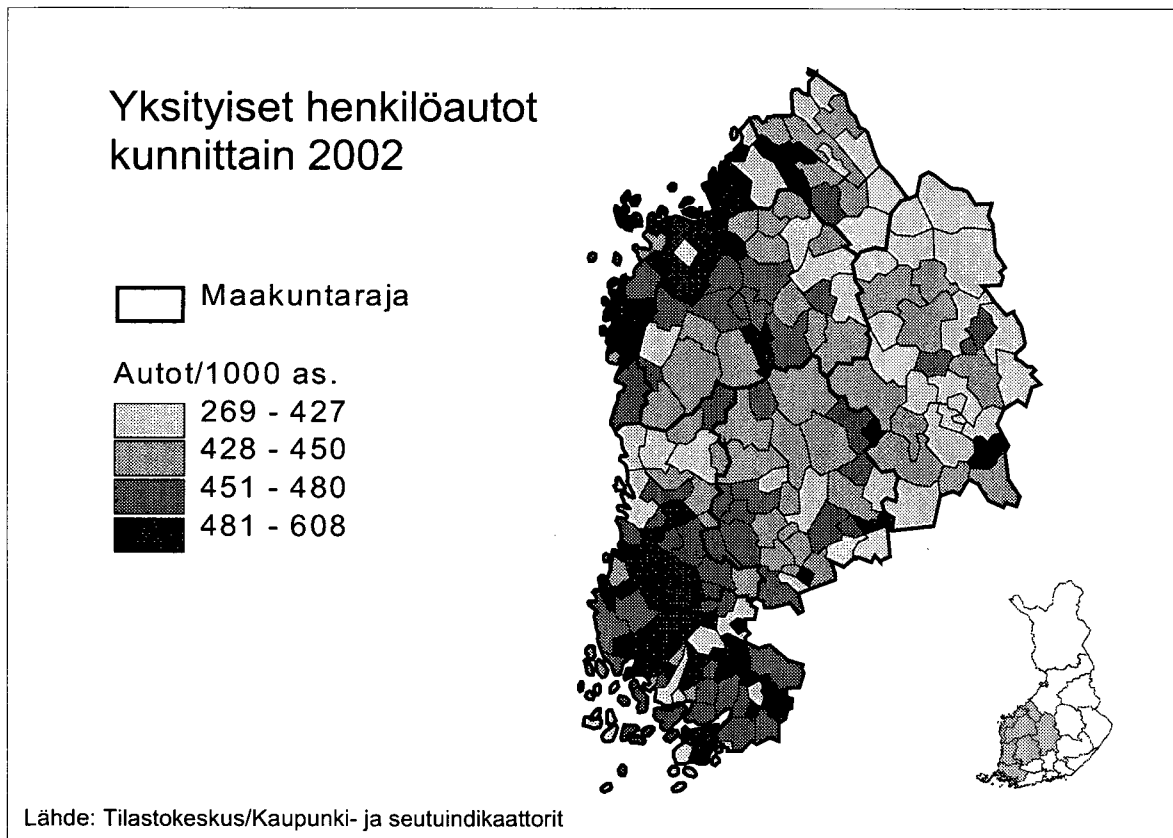 Yksityiset henkilöautot
kunnittain 2002
Maakuntaraja
Autot/1000 as.
269 - 427
428 - 450
451 - 480
481 - 608
Lähde: Tilastokeskus/Kaupunki- ja seutuindikaattorit